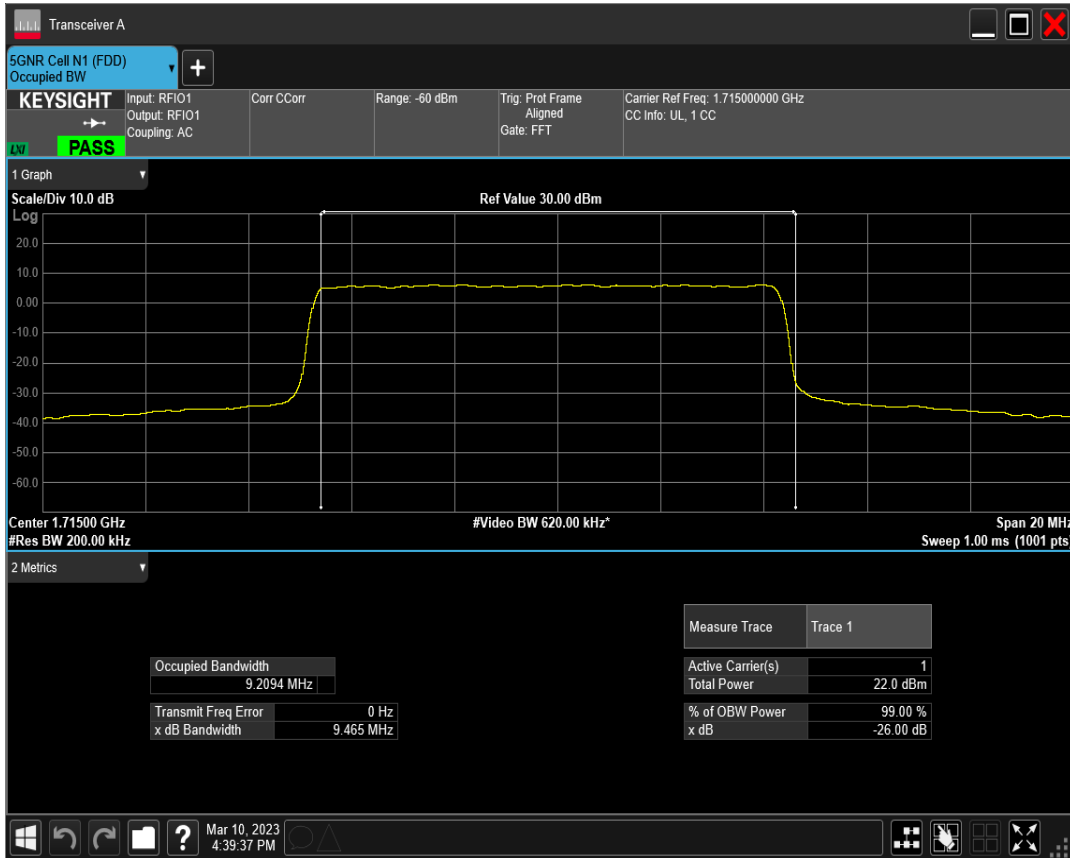 Transceiver A
5GNR Cell N1 (FDD)
Occupied BW
+
KEYSIGHT
LXI
PASS
Input: RFIO1
Output: RFIO1
Coupling: AC
Corr CCorr
Range: -60 dBm
Trig: Prot Frame
Aligned
Gate: FFT
Carrier Ref Freq: 1.715000000 GHz
CC Info: UL, 1 CC
1 Graph
Scale/Div 10.0 dB
Ref Value 30.00 dBm
Log
20.0
10.0
0.00
-10.0
-20.0
-30.0
-40.0
-50.0
-60.0
Center 1.71500 GHz
#Video BW 620.00 kHz*
Span 20 MHz
#Res BW 200.00 kHz
Sweep 1.00 ms (1001 pts)
2 Metrics
Measure Trace Trace 1
Occupied Bandwidth
9.2094 MHz
Active Carrier(s) 1
Total Power 22.0 dBm
Transmit Freq Error 0 Hz
x dB Bandwidth 9.465 MHz
% of OBW Power 99.00 %
x dB -26.00 dB
?
Mar 10, 2023
4:39:37 PM